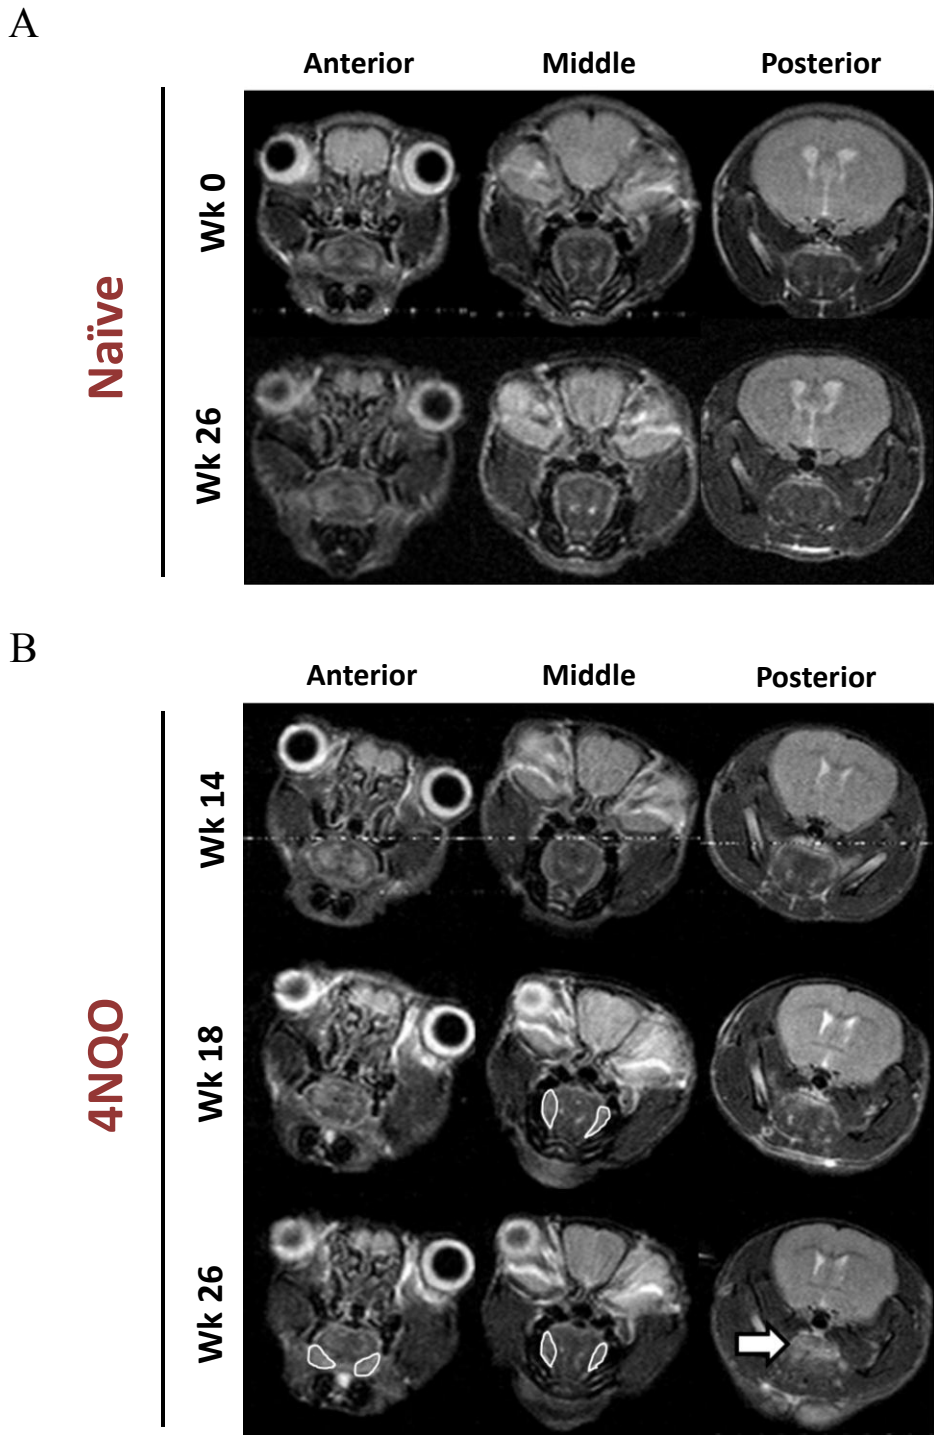 A
Anterior Middle Posterior
Naïve
Wk 0
Wk 26
B
Anterior Middle Posterior
4NQO
Wk 14
Wk 18
Wk 26